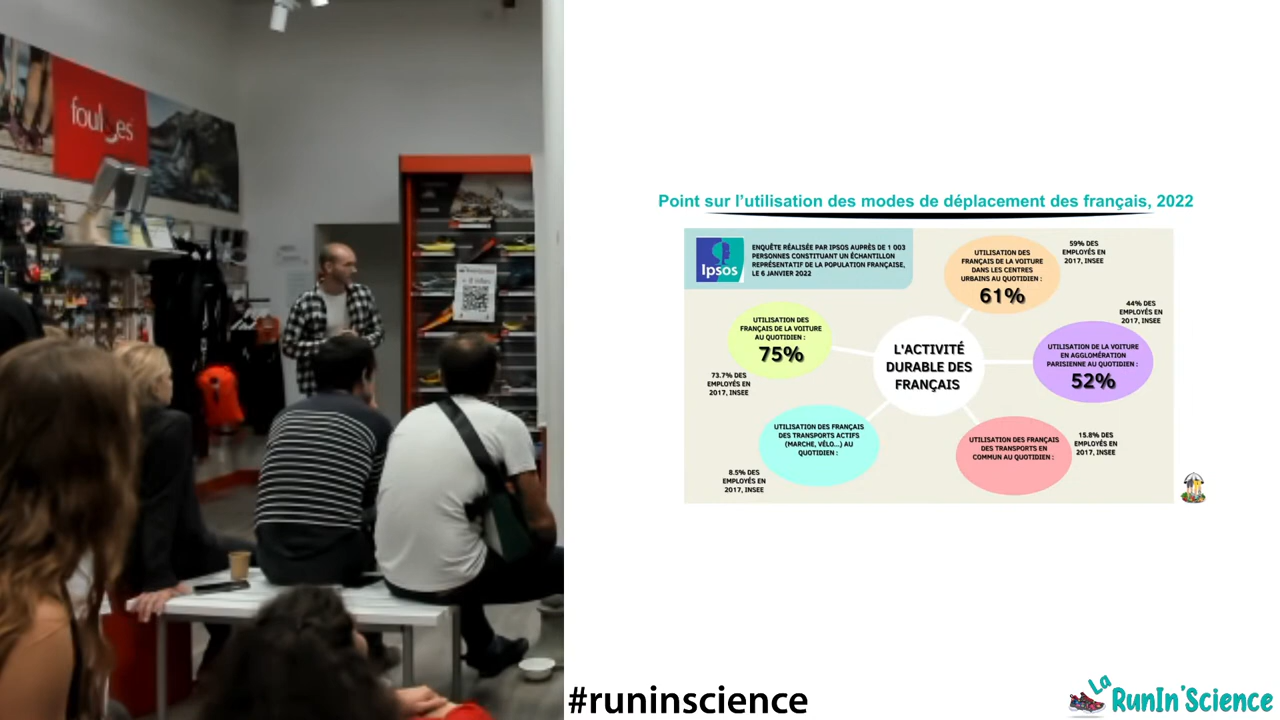 foulées
Point sur l'utilisation des modes de déplacement des français, 2022
Ipsos
ENQUÊTE RÉALISÉE PAR IPSOS AUPRÈS DE 1 003
PERSONNES CONSTITUANT UN ÉCHANTILLON
REPRÉSENTATIF DE LA POPULATION FRANÇAISE,
LE 6 JANVIER 2022
UTILISATION DES
FRANÇAIS DE LA VOITURE
DANS LES CENTRES
URBAINS AU QUOTIDIEN :
61%
59% DES
EMPLOYÉS EN
2017, INSEE
UTILISATION DES
FRANÇAIS DE LA VOITURE
AU QUOTIDIEN :
75%
73.7% DES
EMPLOYÉS EN
2017, INSEE
L'ACTIVITÉ
DURABLE DES
FRANÇAIS
44% DES
EMPLOYÉS EN
2017, INSEE
UTILISATION DE LA VOITURE
EN AGGLOMÉRATION
PARISIENNE AU QUOTIDIEN :
52%
UTILISATION DES FRANÇAIS
DES TRANSPORTS ACTIFS
(MARCHE, VÉLO...) AU
QUOTIDIEN :
8.5% DES
EMPLOYÉS EN
2017, INSEE
UTILISATION DES FRANÇAIS
DES TRANSPORTS EN
COMMUN AU QUOTIDIEN :
15.8% DES
EMPLOYÉS EN
2017, INSEE
#runinscience
La
RunIn'Science